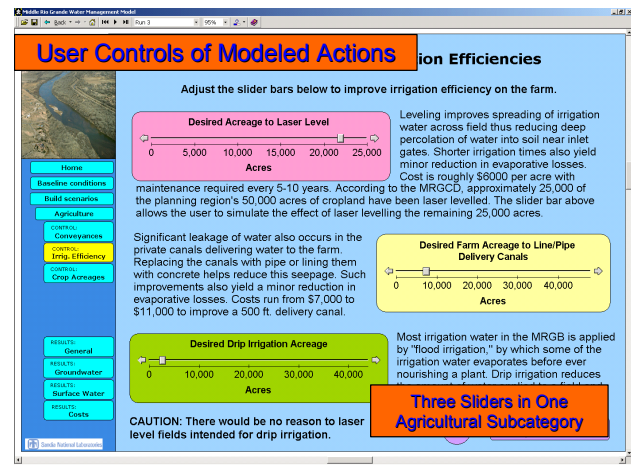 Middle Rio Grande Water Management Model
Back
Run 3
95%
User Controls of Modeled Actions
ion Efficiencies
Adjust the slider bars below to improve irrigation efficiency on the farm.
Desired Acreage to Laser Level
0 5,000 10,000 15,000 20,000 25,000
Acres
Leveling improves spreading of irrigation
water across field thus reducing deep
percolation of water into soil near inlet
gates. Shorter irrigation times also yield
minor reduction in evaporative losses.
Cost is roughly $6000 per acre with
maintenance required every 5-10 years. According to the MRGCD, approximately 25,000 of
the planning region's 50,000 acres of cropland have been laser levelled. The slider bar above
allows the user to simulate the effect of laser levelling the remaining 25,000 acres.
Home
Baseline conditions
Build scenarios
Agriculture
CONTROL:
Conveyances
CONTROL:
Irrig. Efficiency
CONTROL:
Crop Acreages
Significant leakage of water also occurs in the
private canals delivering water to the farm.
Replacing the canals with pipe or lining them
with concrete helps reduce this seepage. Such
improvements also yield a minor reduction in
evaporative losses. Costs run from $7,000 to
$11,000 to improve a 500 ft. delivery canal.
Desired Farm Acreage to Line/Pipe
Delivery Canals
0 10,000 20,000 30,000 40,000
Acres
RESULTS:
General
RESULTS:
Groundwater
RESULTS:
Surface Water
RESULTS:
Costs
Desired Drip Irrigation Acreage
0 10,000 20,000 30,000 40,000
Acres
Most irrigation water in the MRGB is applied
by "flood irrigation," by which some of the
irrigation water evaporates before ever
nourishing a plant. Drip irrigation reduces
Three Sliders in One
Agricultural Subcategory
CAUTION: There would be no reason to laser
level fields intended for drip irrigation.
Sandia National Laboratories